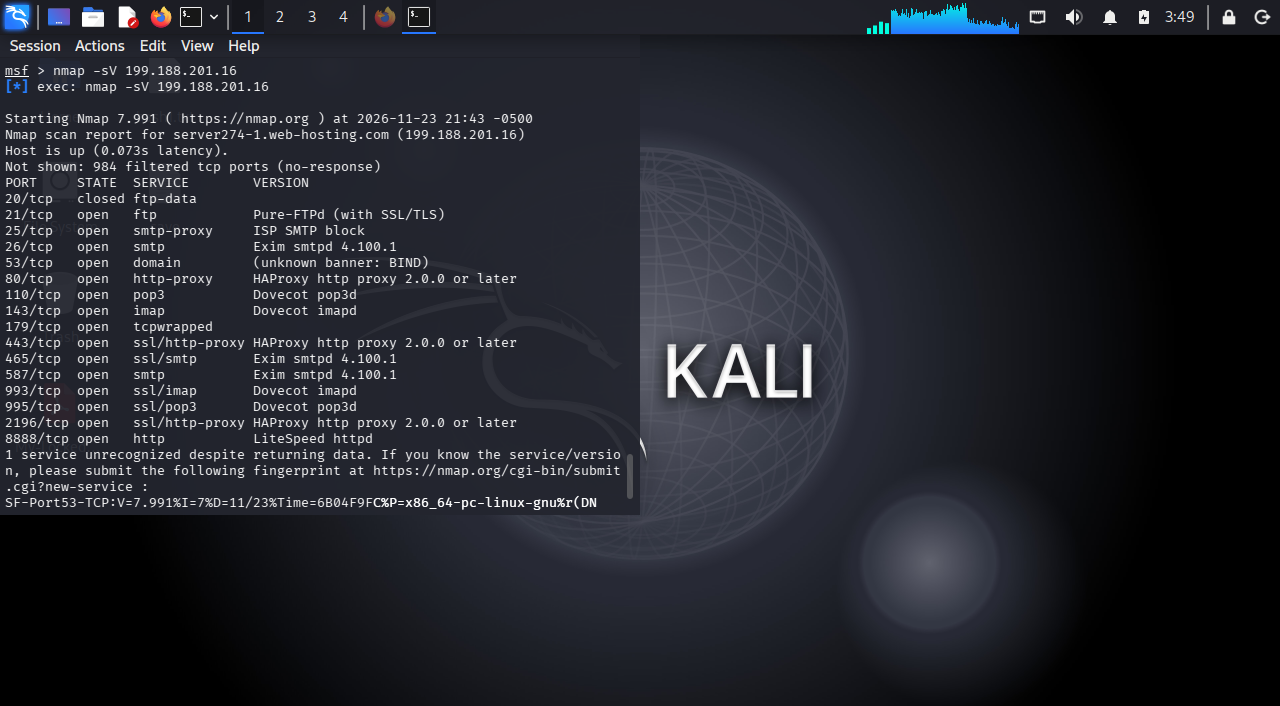 1 2 3 4 3:49
Session Actions Edit View Help
msf > nmap -sV 199.188.201.16
[*] exec: nmap -sV 199.188.201.16
Starting Nmap 7.991 ( https://nmap.org ) at 2026-11-23 21:43 -0500
Nmap scan report for server274-1.web-hosting.com (199.188.201.16)
Host is up (0.073s latency).
Not shown: 984 filtered tcp ports (no-response)
PORT STATE SERVICE VERSION
20/tcp closed ftp-data
21/tcp open ftp Pure-FTPd (with SSL/TLS)
25/tcp open smtp-proxy ISP SMTP block
26/tcp open smtp Exim smtpd 4.100.1
53/tcp open domain (unknown banner: BIND)
80/tcp open http-proxy HAProxy http proxy 2.0.0 or later
110/tcp open pop3 Dovecot pop3d
143/tcp open imap Dovecot imapd
179/tcp open tcpwrapped
443/tcp open ssl/http-proxy HAProxy http proxy 2.0.0 or later
465/tcp open ssl/smtp Exim smtpd 4.100.1
587/tcp open smtp Exim smtpd 4.100.1
993/tcp open ssl/imap Dovecot imapd
995/tcp open ssl/pop3 Dovecot pop3d
2196/tcp open ssl/http-proxy HAProxy http proxy 2.0.0 or later
8888/tcp open http LiteSpeed httpd
1 service unrecognized despite returning data. If you know the service/versio
n, please submit the following fingerprint at https://nmap.org/cgi-bin/submit
.cgi?new-service :
SF-Port53-TCP:V=7.991%I=7%D=11/23%Time=6B04F9FC%P=x86_64-pc-linux-gnu%r(DN
KALI